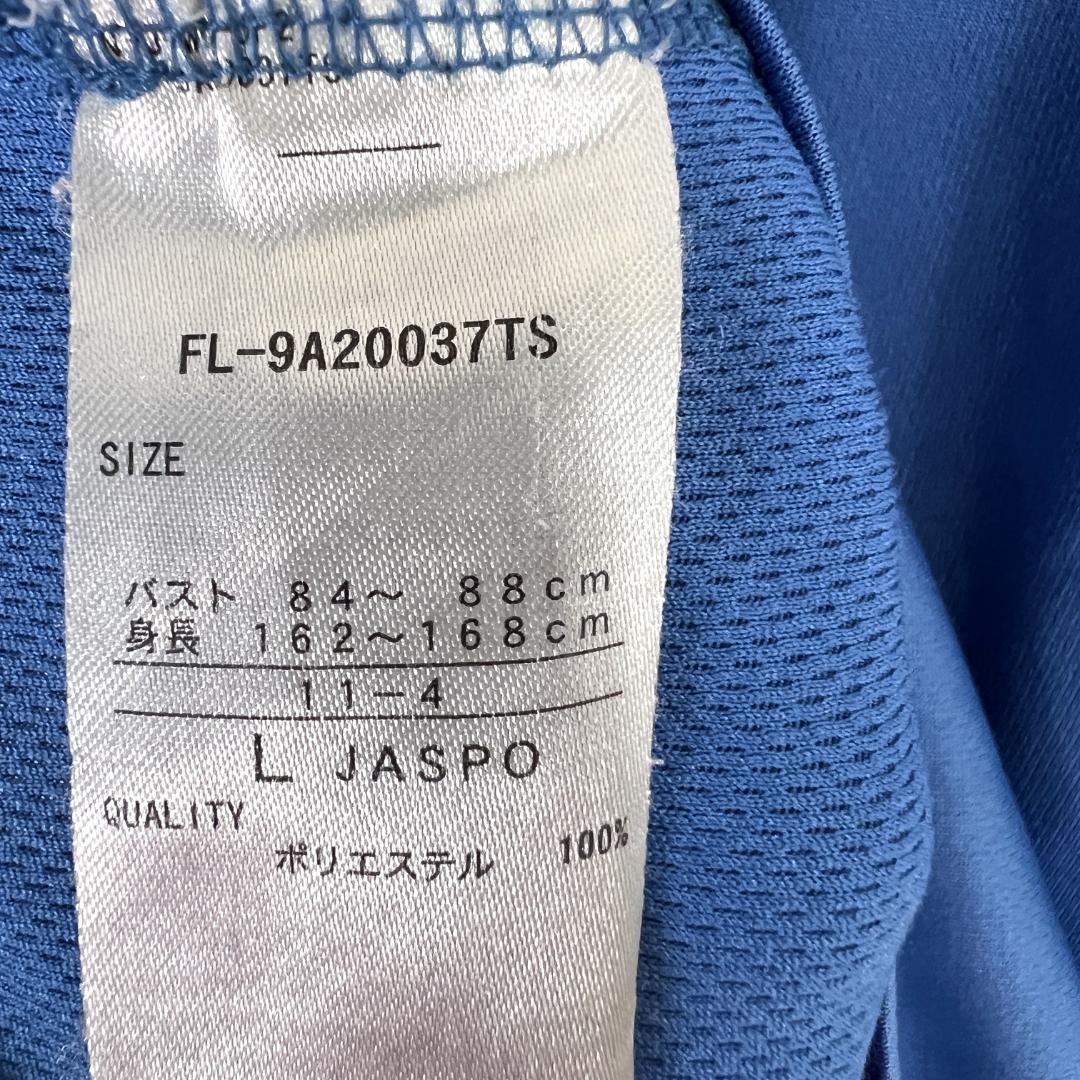 FL-9A20037TS
SIZE
バスト 84～ 88cm
身長 162～168cm
11-4
L JASPO
QUALITY
ポリエステル 100%